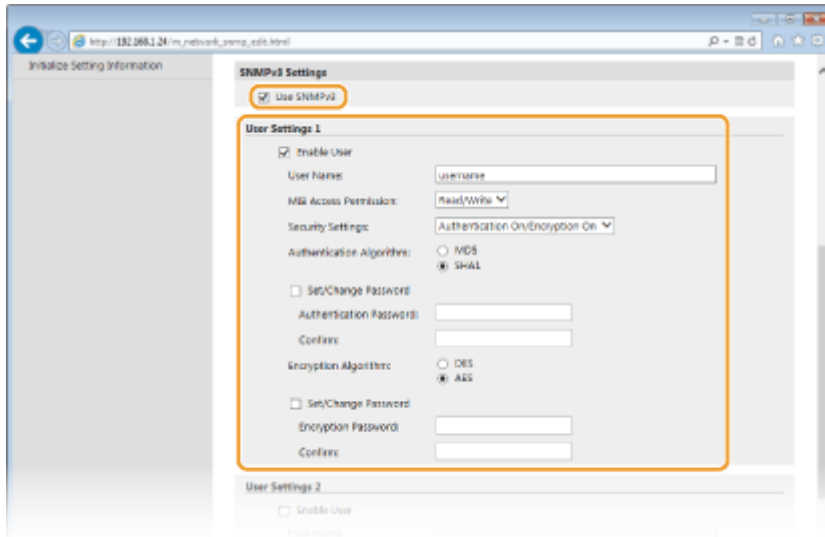 http://192.168.1.24/m_network_snmp_edit.html
Initialize Setting Information
SNMPv3 Settings
Use SNMPv3
User Settings 1
Enable User
User Name: username
MIB Access Permission: Read/Write
Security Settings: Authentication On/Encryption On
Authentication Algorithm: MD5
SHA1
Set/Change Password
Authentication Password:
Confirm:
Encryption Algorithm: DES
AES
Set/Change Password
Encryption Password:
Confirm:
User Settings 2
Enable User
User Name: